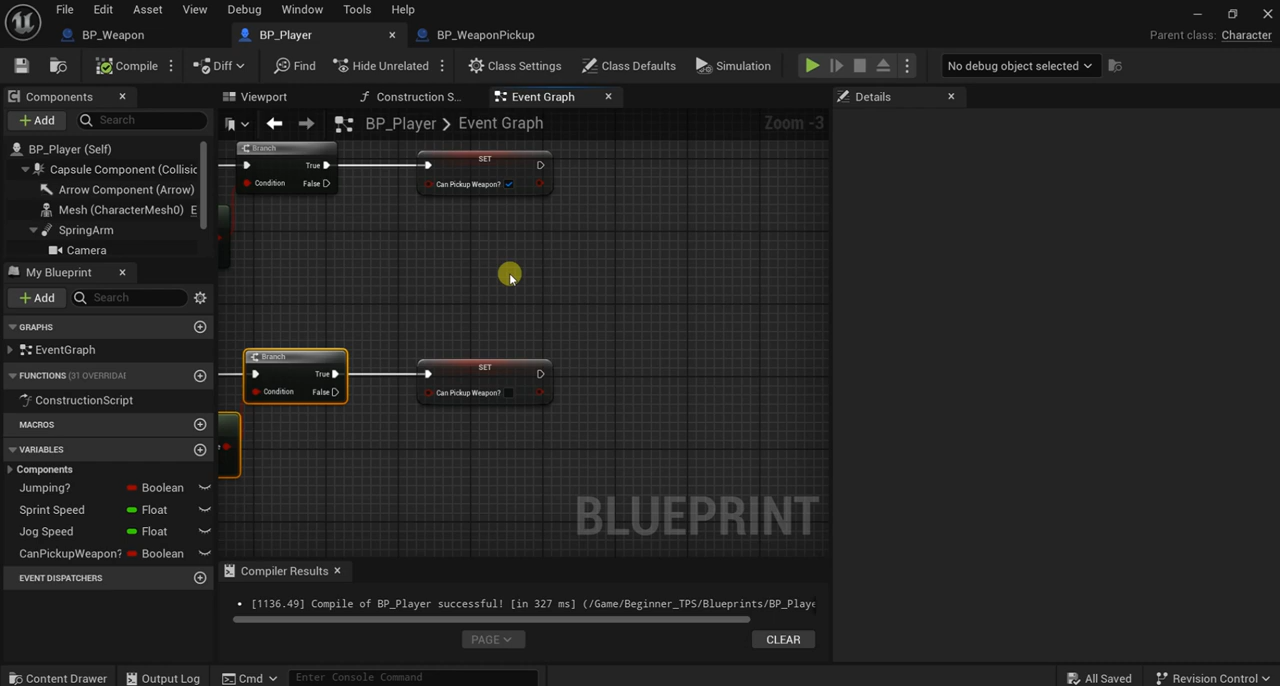 File Edit Asset View Debug Window Tools Help
BP_Weapon BP_Player BP_WeaponPickup
Parent class: Character
Compile Diff Find Hide Unrelated Class Settings Class Defaults Simulation No debug object selected
Components Viewport Construction S... Event Graph Details
Add Search BP_Player Event Graph Zoom -3
BP_Player (Self)
Capsule Component (Collisic
Arrow Component (Arrow)
Mesh (CharacterMesh0) E
SpringArm
Camera
Branch
True
Condition False
SET
Can Pickup Weapon?
My Blueprint
Add Search
GRAPHS
EventGraph
FUNCTIONS (31 OVERRIDAI
ConstructionScript
MACROS
VARIABLES
Components
Jumping? Boolean
Sprint Speed Float
Jog Speed Float
CanPickupWeapon? Boolean
EVENT DISPATCHERS
Branch
True
Condition False
SET
Can Pickup Weapon?
BLUEPRINT
Compiler Results
[1136.49] Compile of BP_Player successful! [in 327 ms] (/Game/Beginner_TPS/Blueprints/BP_Playe
PAGE CLEAR
Content Drawer Output Log Cmd Enter Console Command All Saved Revision Control